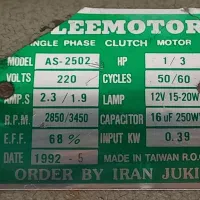 LEEMOTOR
INGLE PHASE CLUTCH MOTOR
MODEL AS-2502 HP 1/3
VOLTS 220 CYCLES 50/60
AMP.S 2.3/1.9 LAMP 12V 15-20W
R.P.M 2850/3450 CAPACITOR 16 uF 250W
E.F.F 68% INPUT KW 0.39
DATE 1992-5 MADE IN TAIWAN R.O.C
ORDER BY IRAN JUKI